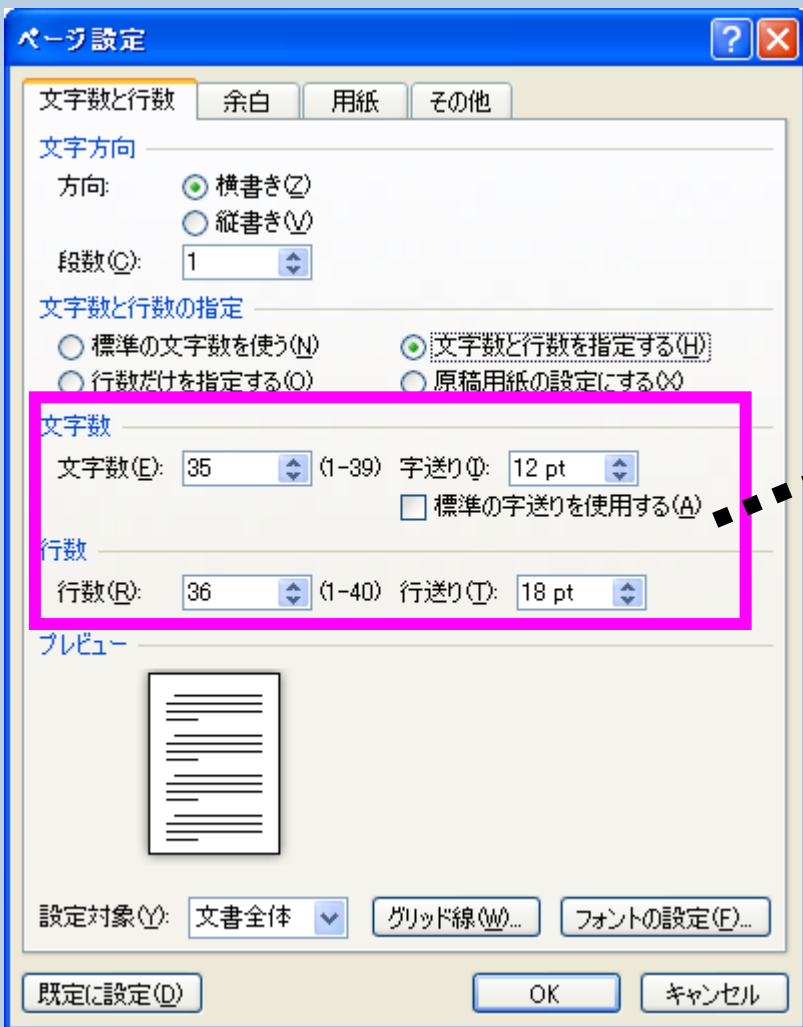 ページ設定
文字数と行数 余白 用紙 その他
文字方向
方向: 横書き(Z)
縦書き(V)
段数(C): 1
文字数と行数の指定
標準の文字数を使う(N) 文字数と行数を指定する(H)
行数だけを指定する(O) 原稿用紙の設定にする(X)
文字数
文字数(E): 35 (1-39) 字送り(I): 12 pt
標準の字送りを使用する(A)
行数
行数(R): 36 (1-40) 行送り(T): 18 pt
プレビュー
設定対象(Y): 文書全体 グリッド線(W)... フォントの設定(F)...
既定に設定(D) OK キャンセル